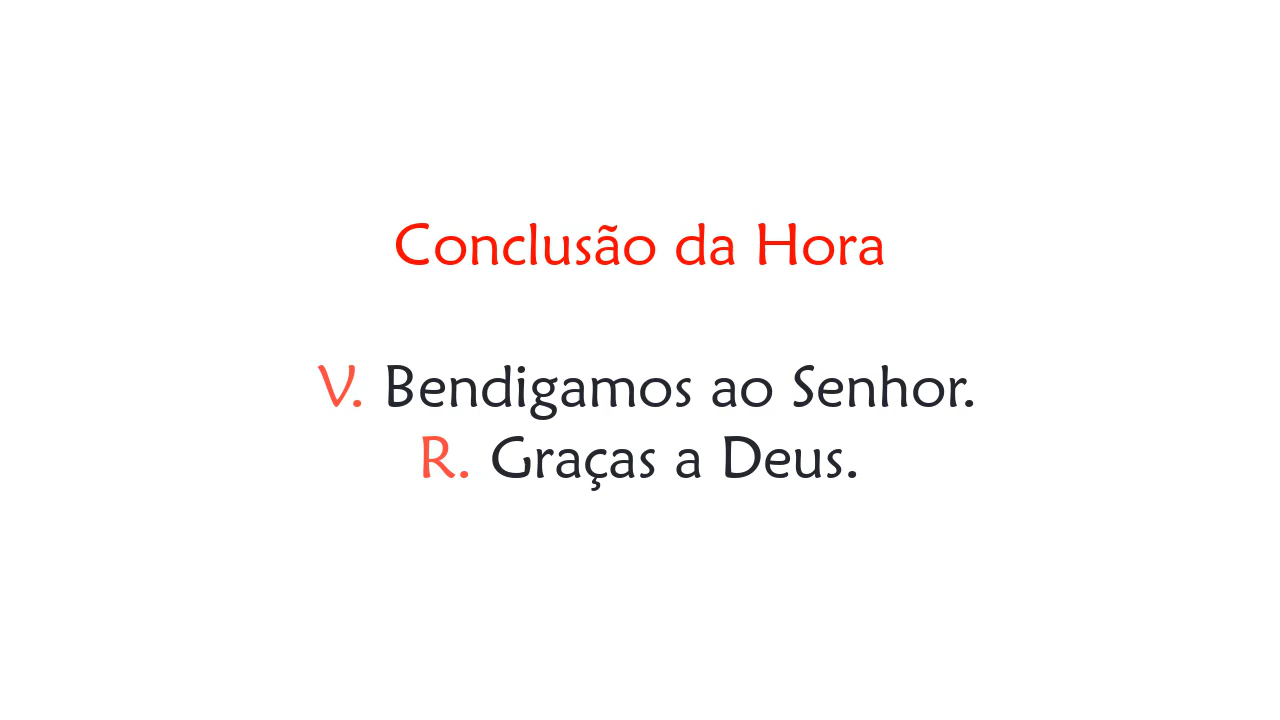 Conclusão da Hora
V. Bendigamos ao Senhor.
R. Graças a Deus.